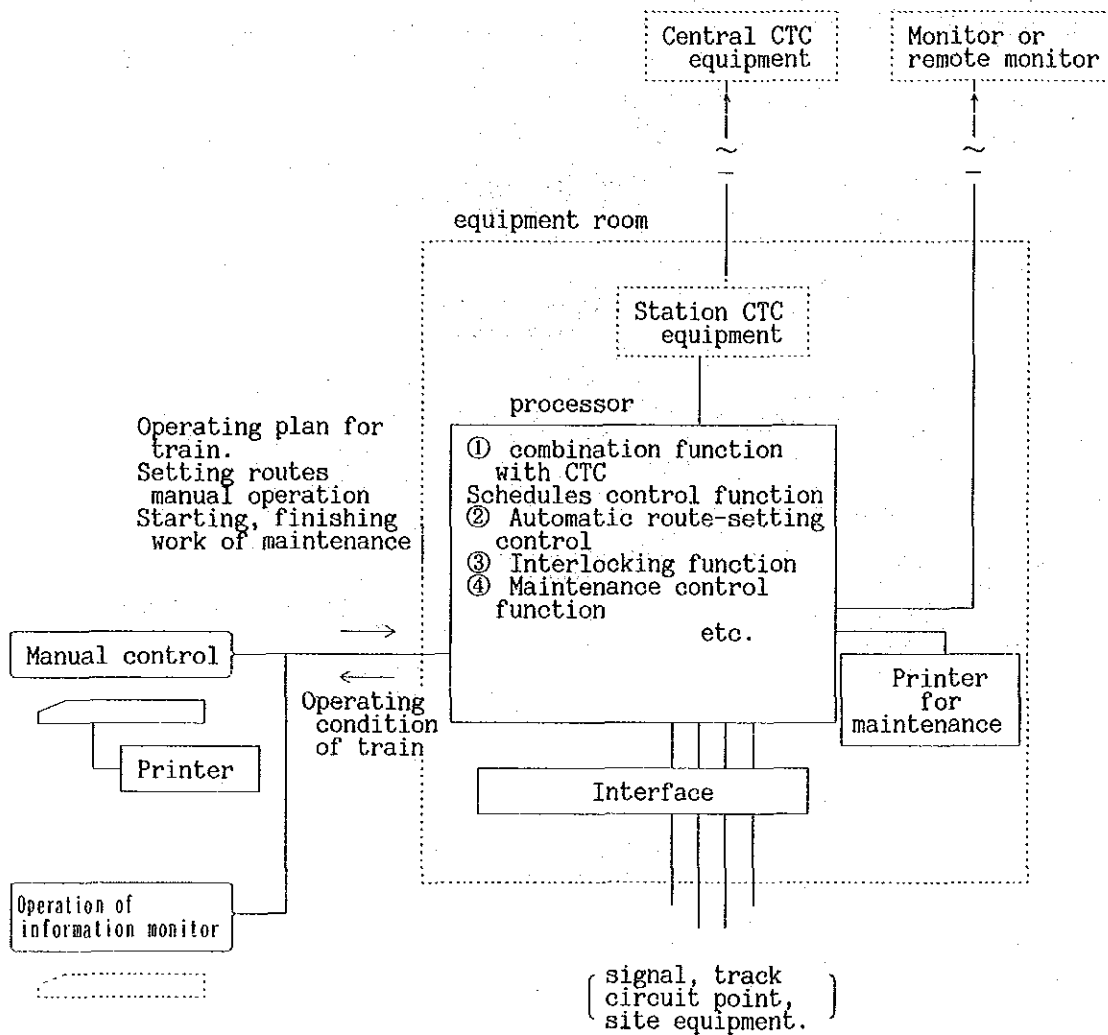 Central CTC
equipment
Monitor or
remote monitor
equipment room
Station CTC
equipment
processor
Operating plan for
train.
Setting routes
manual operation
Starting, finishing
work of maintenance
① combination function
with CTC
Schedules control function
② Automatic route-setting
control
③ Interlocking function
④ Maintenance control
function
etc.
Manual control
Operating
condition
of train
Printer
for
maintenance
Printer
Interface
Operation of
information monitor
signal, track
circuit point,
site equipment.